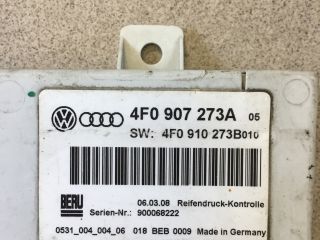 4F0 907 273A 05
SW: 4F0 910 273B010
BERU 06.03.08 Reifendruck-Kontrolle
Serien-Nr.: 900068222
0531_004_004_06 018 BEB 0009 Made in Germany